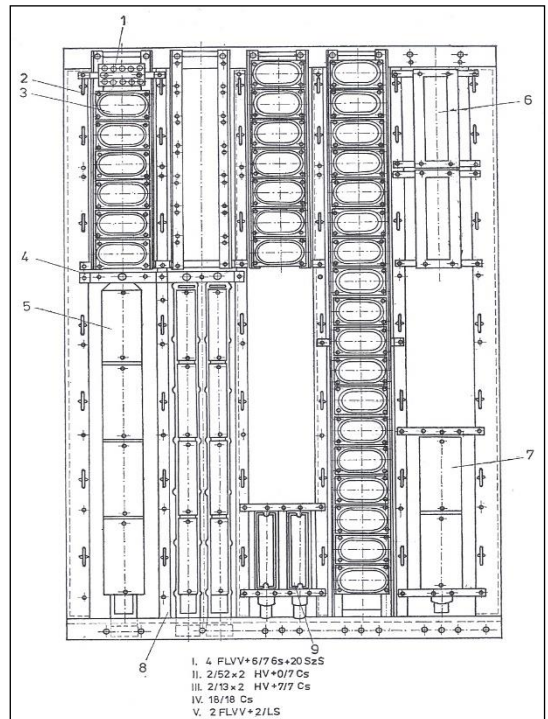 1
2
3
6
4
5
7
8
9
I. 4 FLVV+6/7 Gs+20 SzS
II. 2/52×2 HV+0/7 Cs
III. 2/13×2 HV+7/7 Cs
IV. 18/18 Cs
V. 2 FLVV+2/LS